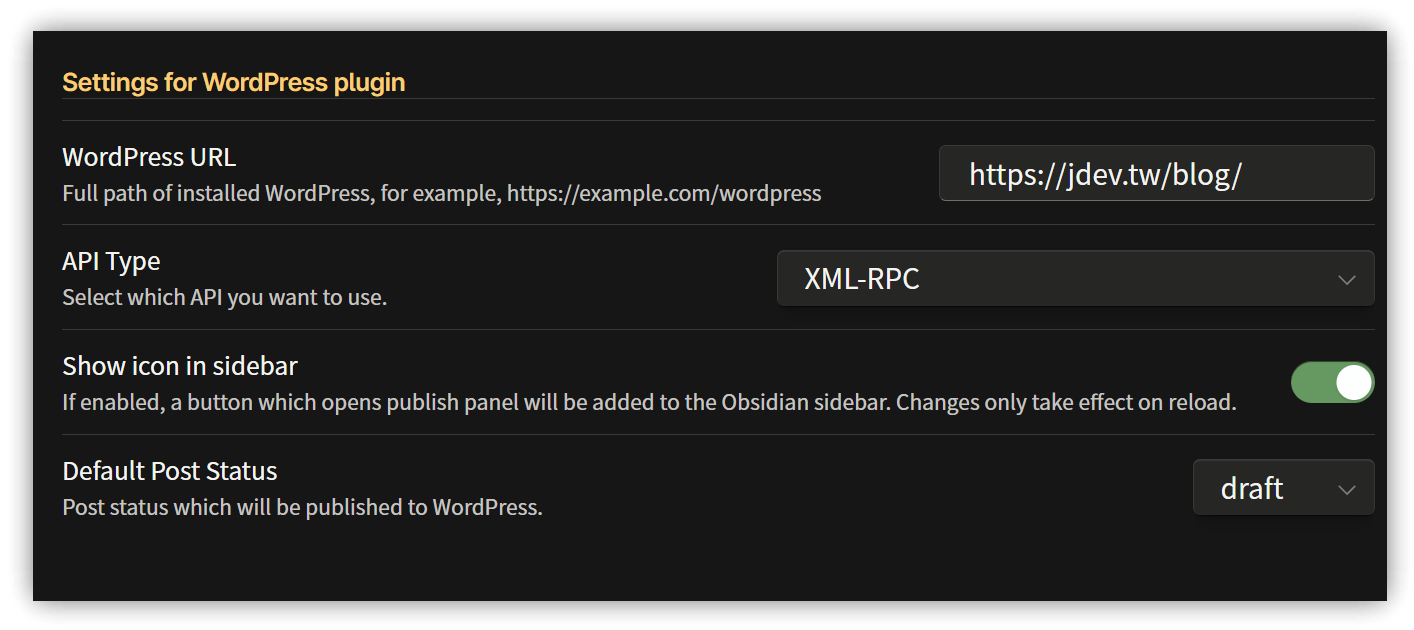 Settings for WordPress plugin
WordPress URL
Full path of installed WordPress, for example, https://example.com/wordpress
https://jdev.tw/blog/
API Type
Select which API you want to use.
XML-RPC
Show icon in sidebar
If enabled, a button which opens publish panel will be added to the Obsidian sidebar. Changes only take effect on reload.
Default Post Status
Post status which will be published to WordPress.
draft